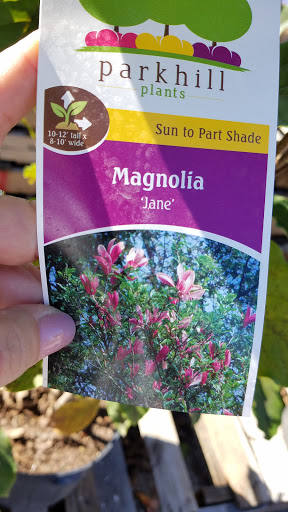 parkhill
plants
10-12' tall x
8-10' wide
Sun to Part Shade
Magnolia
'Jane'